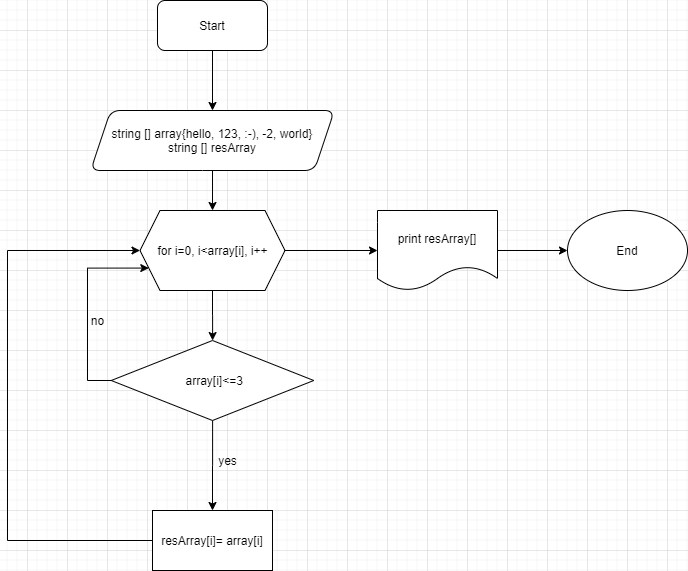 Start
string [] array{hello, 123, :-), -2, world}
string [] resArray
for i=0, i<array[i], i++
print resArray[]
End
no
array[i]<=3
yes
resArray[i]= array[i]